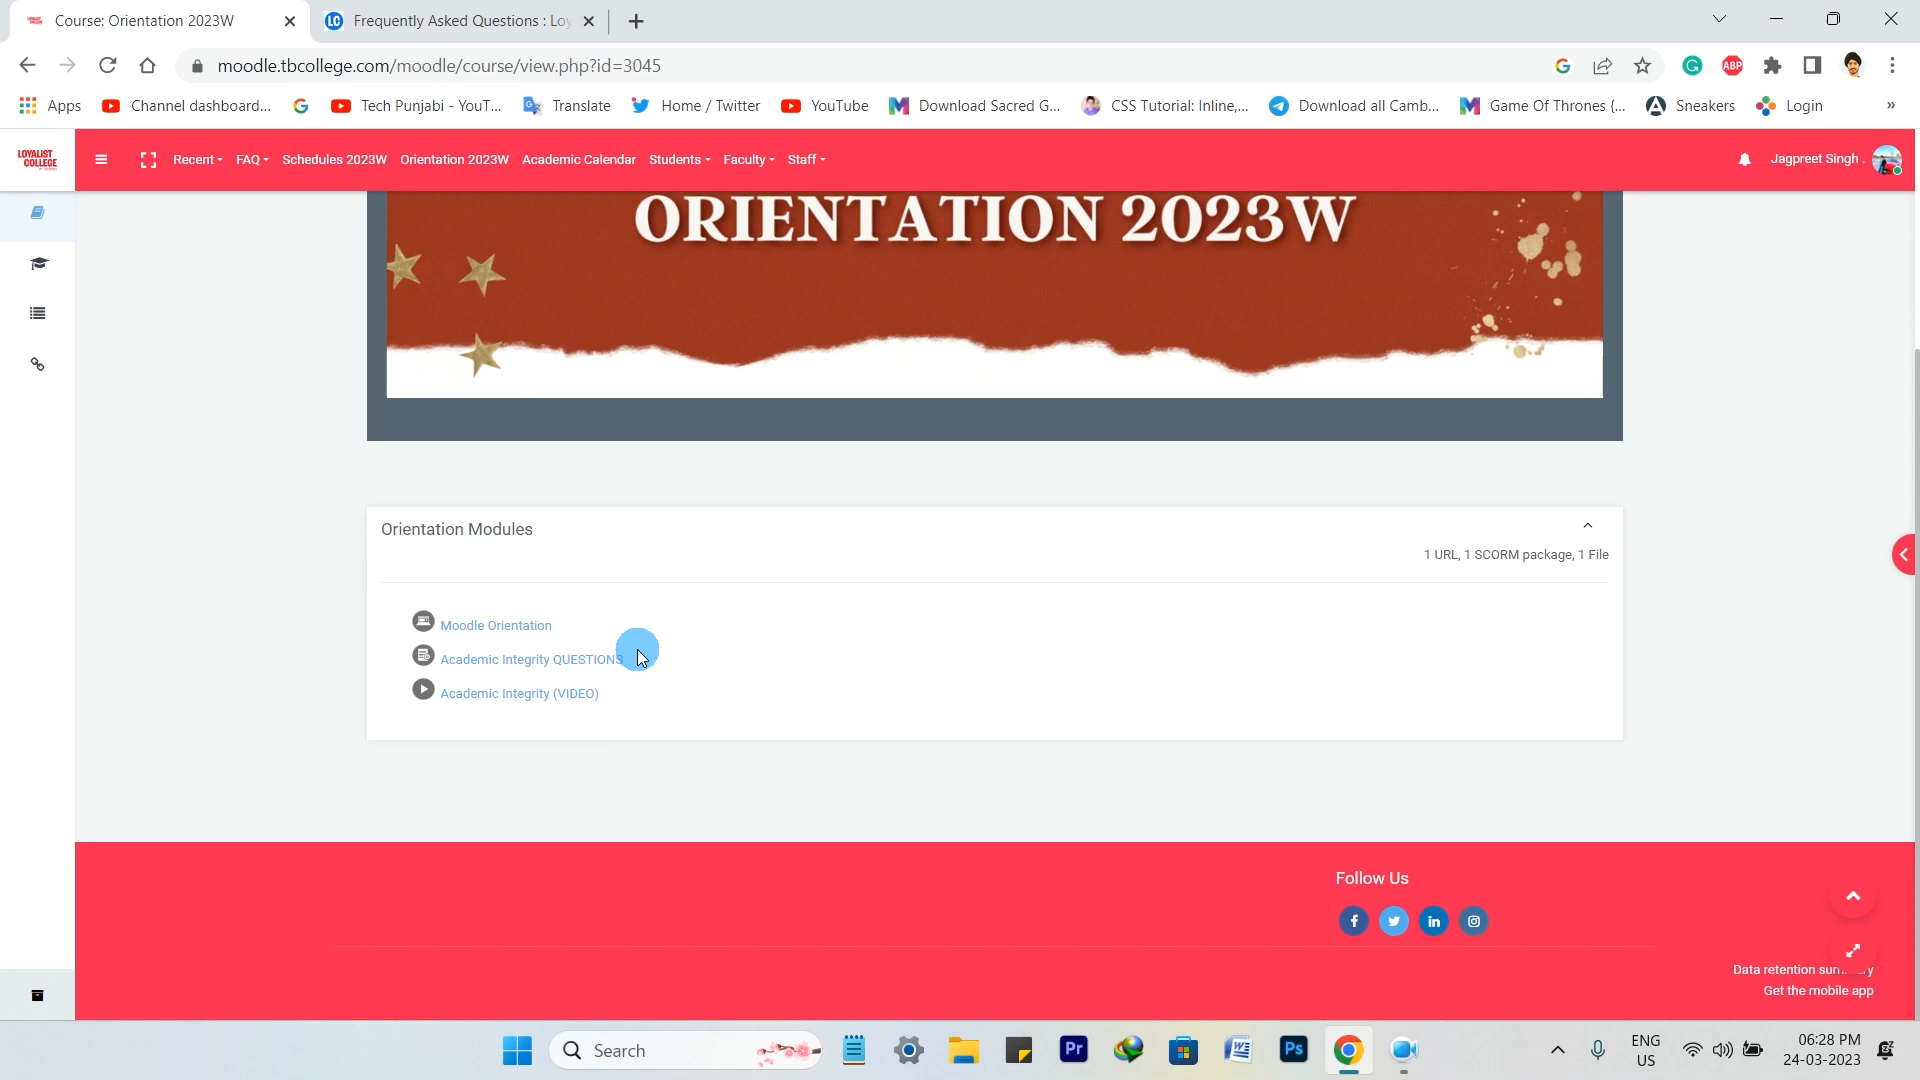 Course: Orientation 2023W
Frequently Asked Questions : Loy
moodle.tbcollege.com/moodle/course/view.php?id=3045
Apps
Channel dashboard...
Tech Punjabi - YouT...
Translate
Home / Twitter
YouTube
Download Sacred G...
CSS Tutorial: Inline,...
Download all Camb...
Game Of Thrones {...
Sneakers
Login
LOYALIST
COLLEGE
Recent
FAQ
Schedules 2023W
Orientation 2023W
Academic Calendar
Students
Faculty
Staff
Jagpreet Singh .
ORIENTATION 2023W
Orientation Modules
1 URL, 1 SCORM package, 1 File
Moodle Orientation
Academic Integrity QUESTIONS
Academic Integrity (VIDEO)
Follow Us
Data retention
Get the mobile app
Search
ENG
US
06:28 PM
24-03-2023